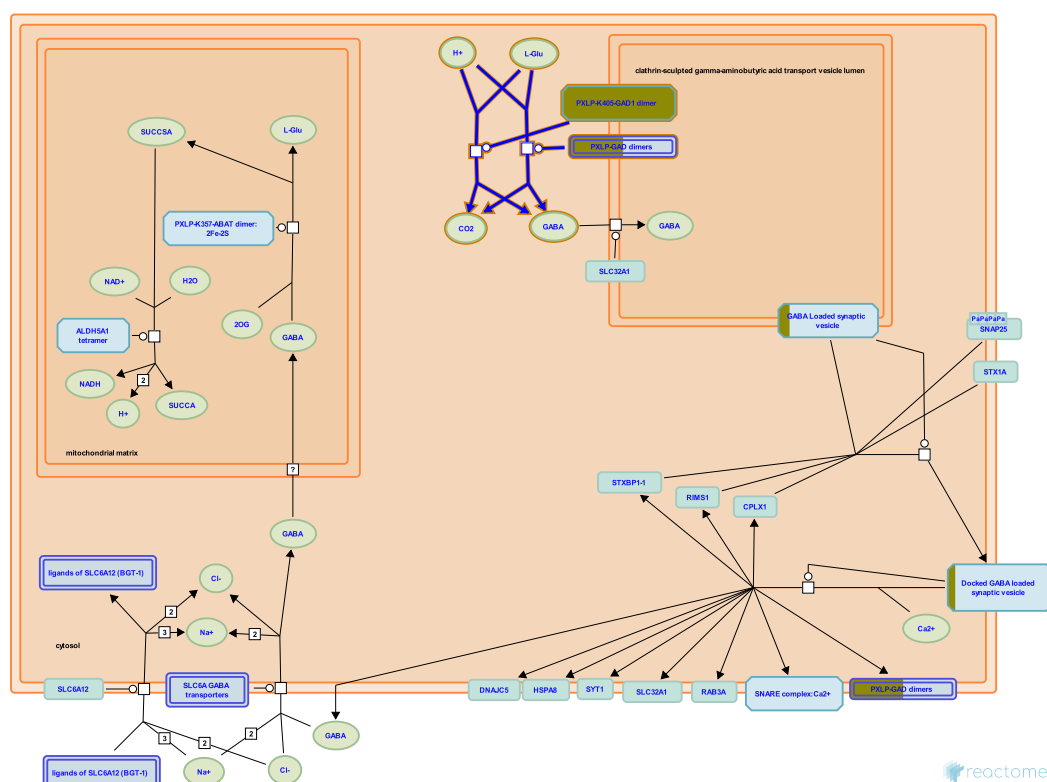 H+
L-Glu
clathrin-sculpted gamma-aminobutyric acid transport vesicle lumen
PXLP-K405-GAD1 dimer
SUCCSA
L-Glu
PXLP-GAD dimers
PXLP-K357-ABAT dimer:
2Fe-2S
CO2
GABA
GABA
SLC32A1
NAD+
H2O
2OG
GABA
GABA Loaded synaptic
vesicle
PaPaPaPa
SNAP25
ALDH5A1
tetramer
STX1A
NADH
2
H+
SUCCA
mitochondrial matrix
?
STXBP1-1
RIMS1
CPLX1
GABA
ligands of SLC6A12 (BGT-1)
Cl-
Docked GABA loaded
synaptic vesicle
2
3
Na+
2
Ca2+
cytosol
SLC6A12
SLC6A GABA
transporters
DNAJC5
HSPA8
SYT1
SLC32A1
RAB3A
SNARE complex:Ca2+
PXLP-GAD dimers
3
2
2
GABA
ligands of SLC6A12 (BGT-1)
Na+
Cl-
reactome